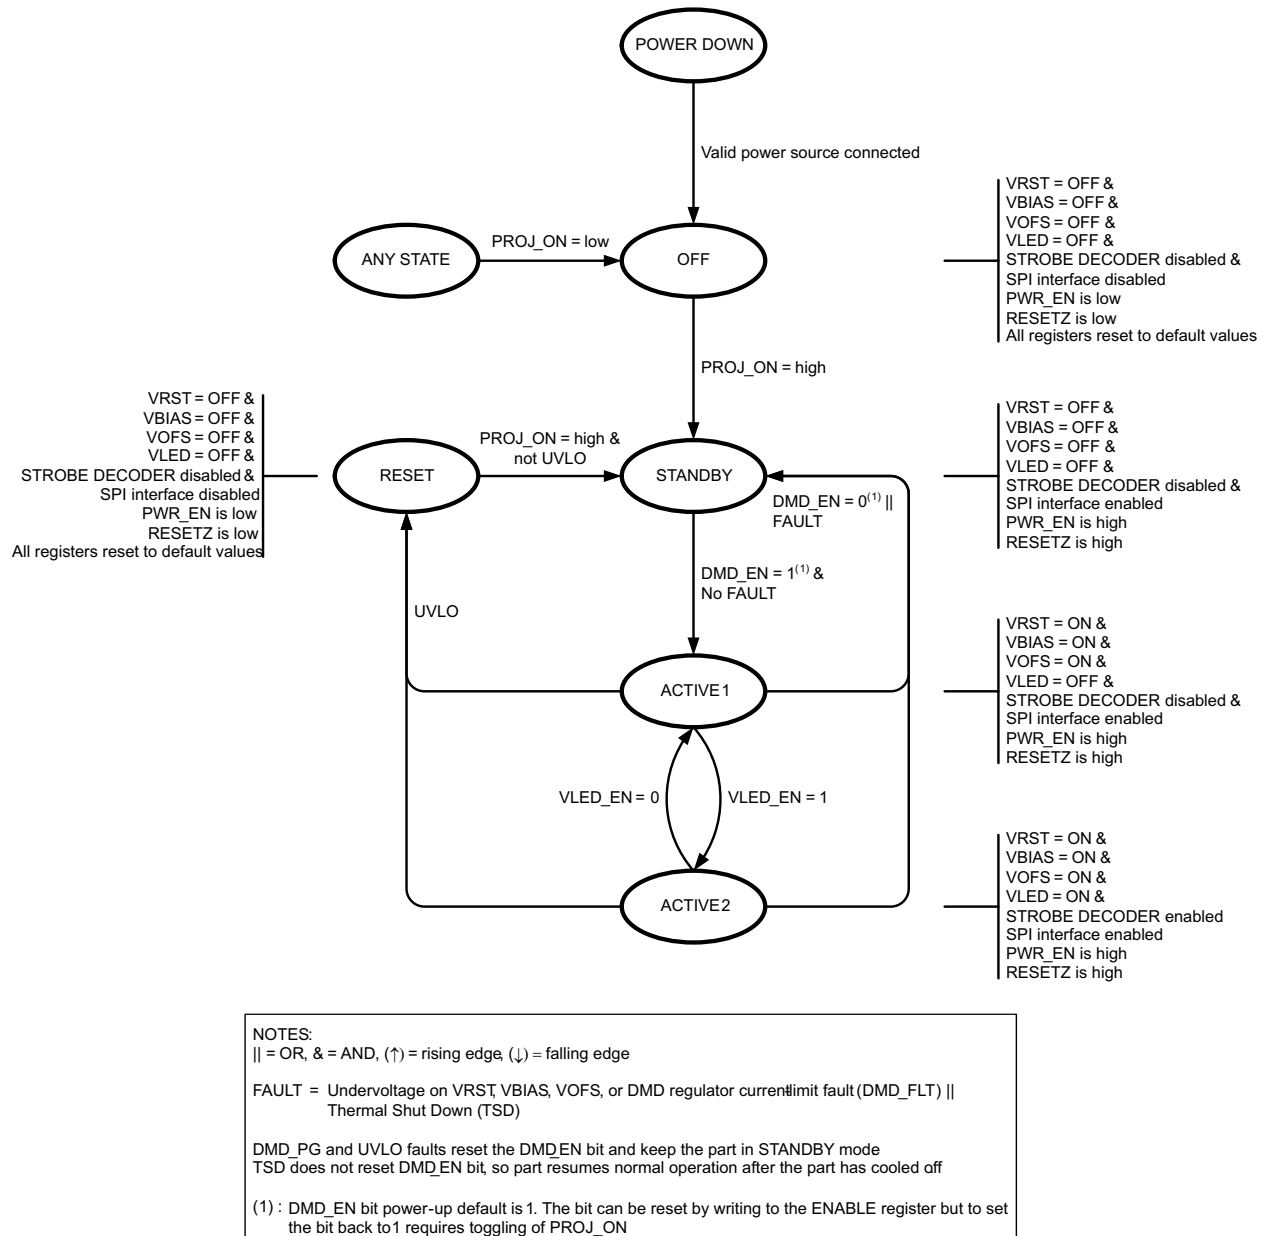 POWER DOWN
Valid power source connected
ANY STATE
PROJ_ON = low
OFF
VRST = OFF &
VBIAS = OFF &
VOFS = OFF &
VLED = OFF &
STROBE DECODER disabled &
SPI interface disabled
PWR_EN is low
RESETZ is low
All registers reset to default values
PROJ_ON = high
VRST = OFF &
VBIAS = OFF &
VOFS = OFF &
VLED = OFF &
STROBE DECODER disabled &
SPI interface disabled
PWR_EN is low
RESETZ is low
All registers reset to default values
RESET
PROJ_ON = high &
not UVLO
STANDBY
DMD_EN = 0(1) ||
FAULT
VRST = OFF &
VBIAS = OFF &
VOFS = OFF &
VLED = OFF &
STROBE DECODER disabled &
SPI interface enabled
PWR_EN is high
RESETZ is high
DMD_EN = 1(1) &
No FAULT
UVLO
ACTIVE1
VRST = ON &
VBIAS = ON &
VOFS = ON &
VLED = OFF &
STROBE DECODER disabled &
SPI interface enabled
PWR_EN is high
RESETZ is high
VLED_EN = 0
VLED_EN = 1
ACTIVE2
VRST = ON &
VBIAS = ON &
VOFS = ON &
VLED = ON &
STROBE DECODER enabled
SPI interface enabled
PWR_EN is high
RESETZ is high
NOTES:
|| = OR, & = AND, (↑) = rising edge, (↓) = falling edge
FAULT = Undervoltage on VRST, VBIAS, VOFS, or DMD regulator current-limit fault (DMD_FLT) ||
Thermal Shut Down (TSD)
DMD_PG and UVLO faults reset the DMD_EN bit and keep the part in STANDBY mode
TSD does not reset DMD_EN bit, so part resumes normal operation after the part has cooled off
(1) : DMD_EN bit power-up default is 1. The bit can be reset by writing to the ENABLE register but to set
the bit back to 1 requires toggling of PROJ_ON